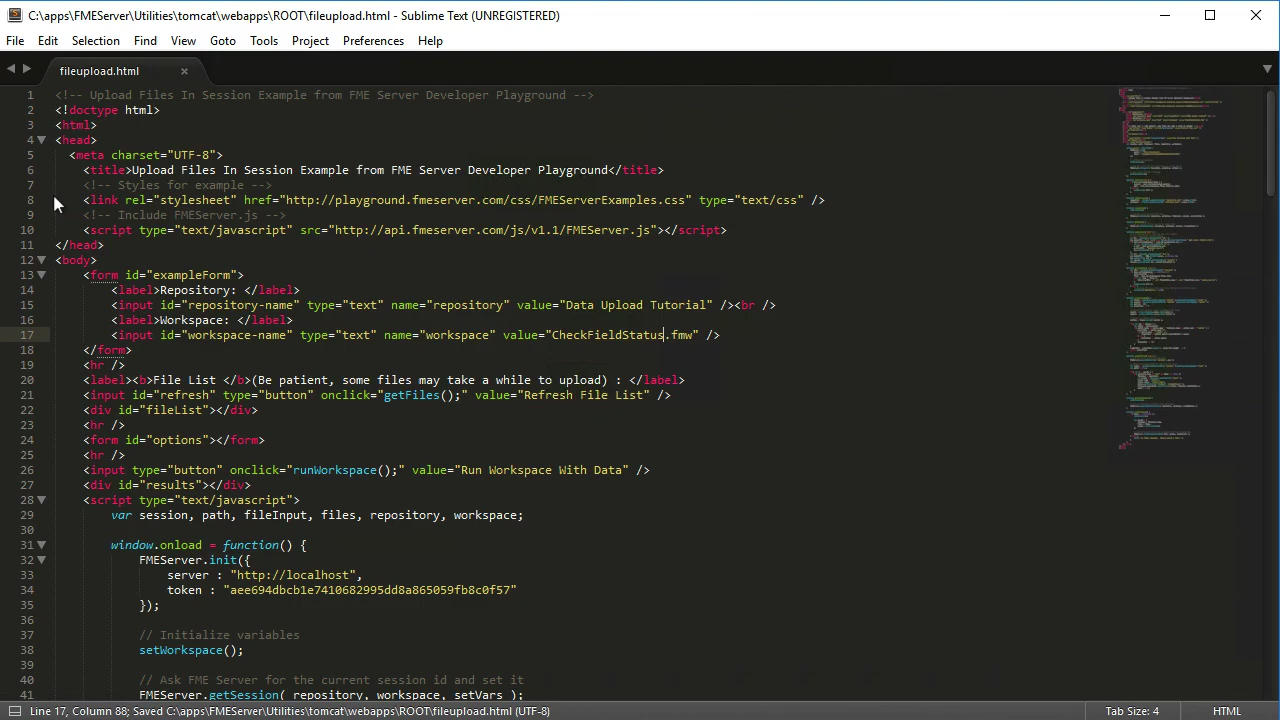 C:\apps\FMEServer\Utilities\tomcat\webapps\ROOT\fileupload.html - Sublime Text (UNREGISTERED)
File Edit Selection Find View Goto Tools Project Preferences Help
fileupload.html
1 <!-- Upload Files In Session Example from FME Server Developer Playground -->
2 <!doctype html>
3 <html>
4 <head>
5 <meta charset="UTF-8">
6 <title>Upload Files In Session Example from FME Server Developer Playground</title>
7 <!-- Styles for example -->
8 <link rel="stylesheet" href="http://playground.fmeserver.com/css/FMEServerExamples.css" type="text/css" />
9 <!-- Include FMEServer.js -->
10 <script type="text/javascript" src="http://api.fmeserver.com/js/v1.1/FMEServer.js"></script>
11 </head>
12 <body>
13 <form id="exampleForm">
14 <label>Repository: </label>
15 <input id="repository-name" type="text" name="repository" value="Data Upload Tutorial" /><br />
16 <label>Workspace: </label>
17 <input id="workspace-name" type="text" name="workspace" value="CheckFieldStatus.fmw" />
18 </form>
19 <hr />
20 <label><b>File List </b>(Be patient, some files may take a while to upload) : </label>
21 <input id="refresh" type="button" onclick="getFiles();" value="Refresh File List" />
22 <div id="fileList"></div>
23 <hr />
24 <form id="options"></form>
25 <hr />
26 <input type="button" onclick="runWorkspace();" value="Run Workspace With Data" />
27 <div id="results"></div>
28 <script type="text/javascript">
29 var session, path, fileInput, files, repository, workspace;
30
31 window.onload = function() {
32 FMEServer.init({
33 server : "http://localhost",
34 token : "aee694dbcb1e7410682995dd8a865059fb8c0f57"
35 });
36
37 // Initialize variables
38 setWorkspace();
39
40 // Ask FME Server for the current session id and set it
41 FMEServer.getSession( repository, workspace, setVars );
Line 17, Column 88; Saved C:\apps\FMEServer\Utilities\tomcat\webapps\ROOT\fileupload.html (UTF-8) Tab Size: 4 HTML